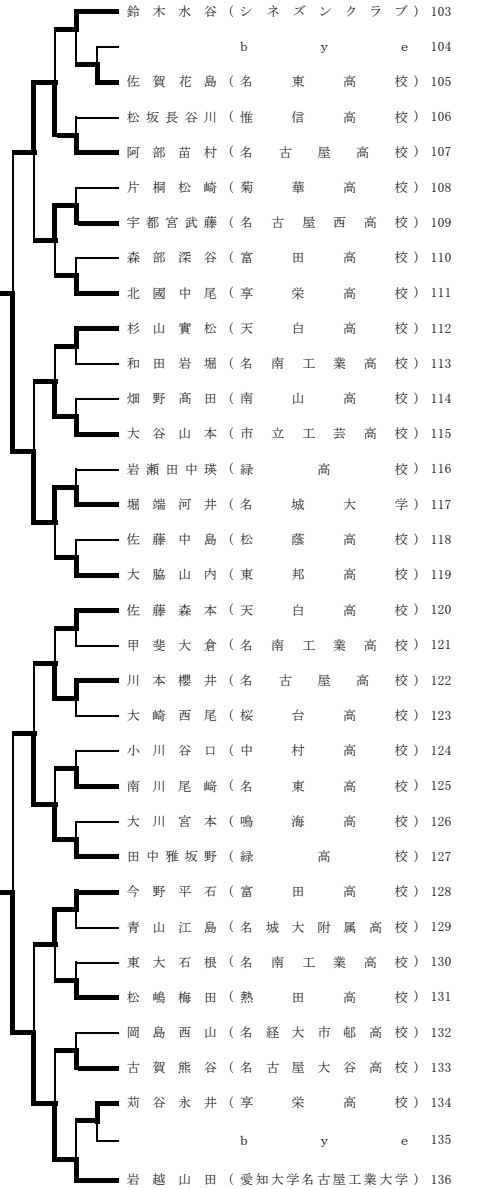 鈴木水谷（シネズンクラブ）103
bye 104
佐賀花島（名東高校）105
松坂長谷川（惟信高校）106
阿部苗村（名古屋高校）107
片桐松崎（菊華高校）108
宇都宮武藤（名古屋西高校）109
森部深谷（富田高校）110
北國中尾（享栄高校）111
杉山實松（天白高校）112
和田岩堀（名南工業高校）113
畑野髙田（南山高校）114
大谷山本（市立工芸高校）115
岩瀬田中瑛（緑高校）116
堀端河井（名城大学）117
佐藤中島（松蔭高校）118
大脇山内（東邦高校）119
佐藤森本（天白高校）120
甲斐大倉（名南工業高校）121
川本櫻井（名古屋高校）122
大崎西尾（桜台高校）123
小川谷口（中村高校）124
南川尾﨑（名東高校）125
大川宮本（鳴海高校）126
田中雅坂野（緑高校）127
今野平石（富田高校）128
青山江島（名城大附属高校）129
東大石根（名南工業高校）130
松嶋梅田（熱田高校）131
岡島西山（名経大市邨高校）132
古賀熊谷（名古屋大谷高校）133
苅谷永井（享栄高校）134
bye 135
岩越山田（愛知大学名古屋工業大学）136